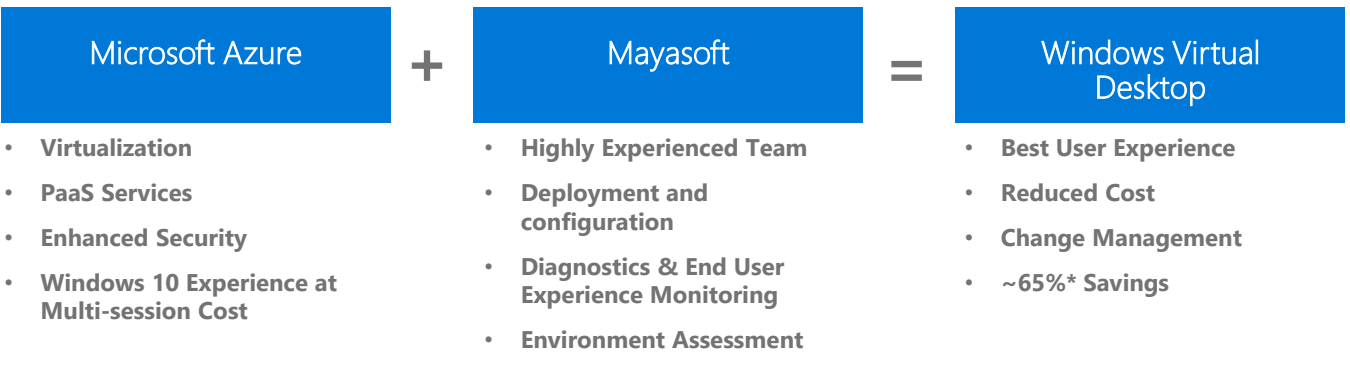 Microsoft Azure
+
Mayasoft
=
Windows Virtual
Desktop
• Virtualization
• PaaS Services
• Enhanced Security
• Windows 10 Experience at
Multi-session Cost
• Highly Experienced Team
• Deployment and
configuration
• Diagnostics & End User
Experience Monitoring
• Environment Assessment
• Best User Experience
• Reduced Cost
• Change Management
• ~65%* Savings